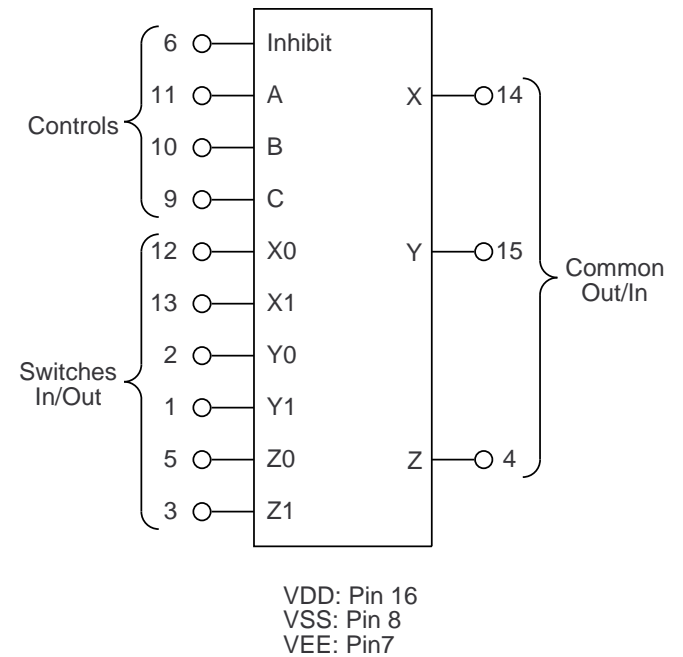 6 Inhibit
11 A X 14
Controls
10 B
9 C
12 X0 Y 15
Common
Out/In
13 X1
2 Y0
Switches
In/Out
1 Y1
5 Z0 Z 4
3 Z1
VDD: Pin 16
VSS: Pin 8
VEE: Pin7